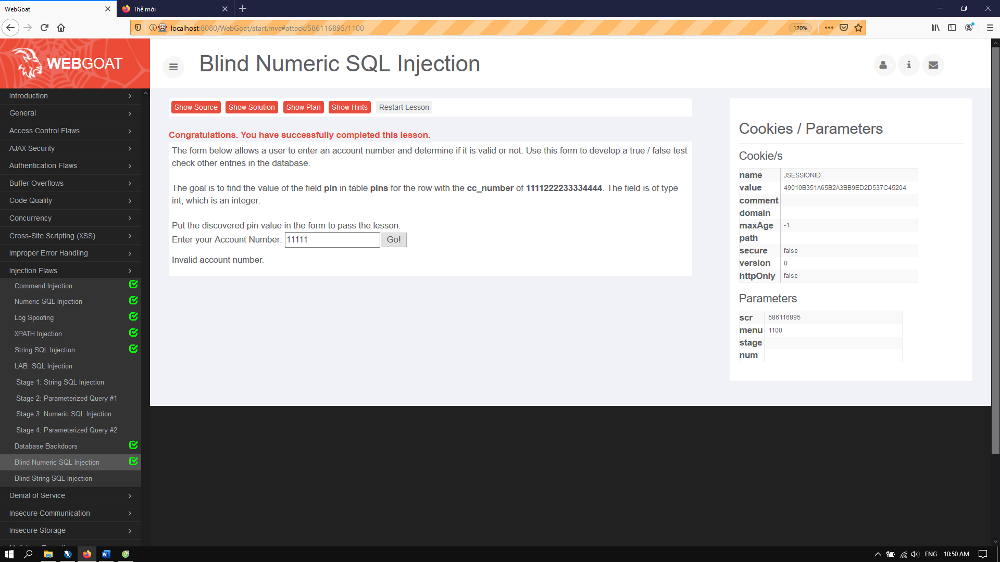 WebGoat
Thẻ mới
localhost:8080/WebGoat/start.mvc#attack/586116895/1100
120%
WEBGOAT
Blind Numeric SQL Injection
Introduction
General
Access Control Flaws
AJAX Security
Authentication Flaws
Buffer Overflows
Code Quality
Concurrency
Cross-Site Scripting (XSS)
Improper Error Handling
Injection Flaws
Command Injection
Numeric SQL Injection
Log Spoofing
XPATH Injection
String SQL Injection
LAB: SQL Injection
Stage 1: String SQL Injection
Stage 2: Parameterized Query #1
Stage 3: Numeric SQL Injection
Stage 4: Parameterized Query #2
Database Backdoors
Blind Numeric SQL Injection
Blind String SQL Injection
Denial of Service
Insecure Communication
Insecure Storage
Show Source Show Solution Show Plan Show Hints Restart Lesson
Congratulations. You have successfully completed this lesson.
The form below allows a user to enter an account number and determine if it is valid or not. Use this form to develop a true / false test
check other entries in the database.
The goal is to find the value of the field pin in table pins for the row with the cc_number of 1111222233334444. The field is of type
int, which is an integer.
Put the discovered pin value in the form to pass the lesson.
Enter your Account Number: 11111 Go!
Invalid account number.
Cookies / Parameters
Cookie/s
name JSESSIONID
value 49010B351A65B2A3BB9ED2D537C45204
comment
domain
maxAge -1
path
secure false
version 0
httpOnly false
Parameters
scr 586116895
menu 1100
stage
num
ENG
10:50 AM